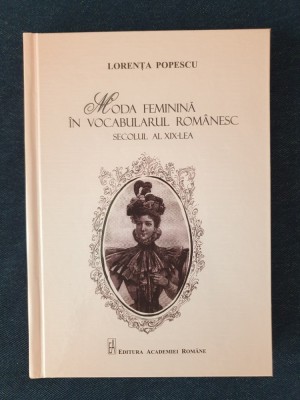 LORENȚA POPESCU
MODA FEMININĂ
ÎN VOCABULARUL ROMÂNESC
SECOLUL AL XIX-LEA
EDITURA ACADEMIEI ROMÂNE